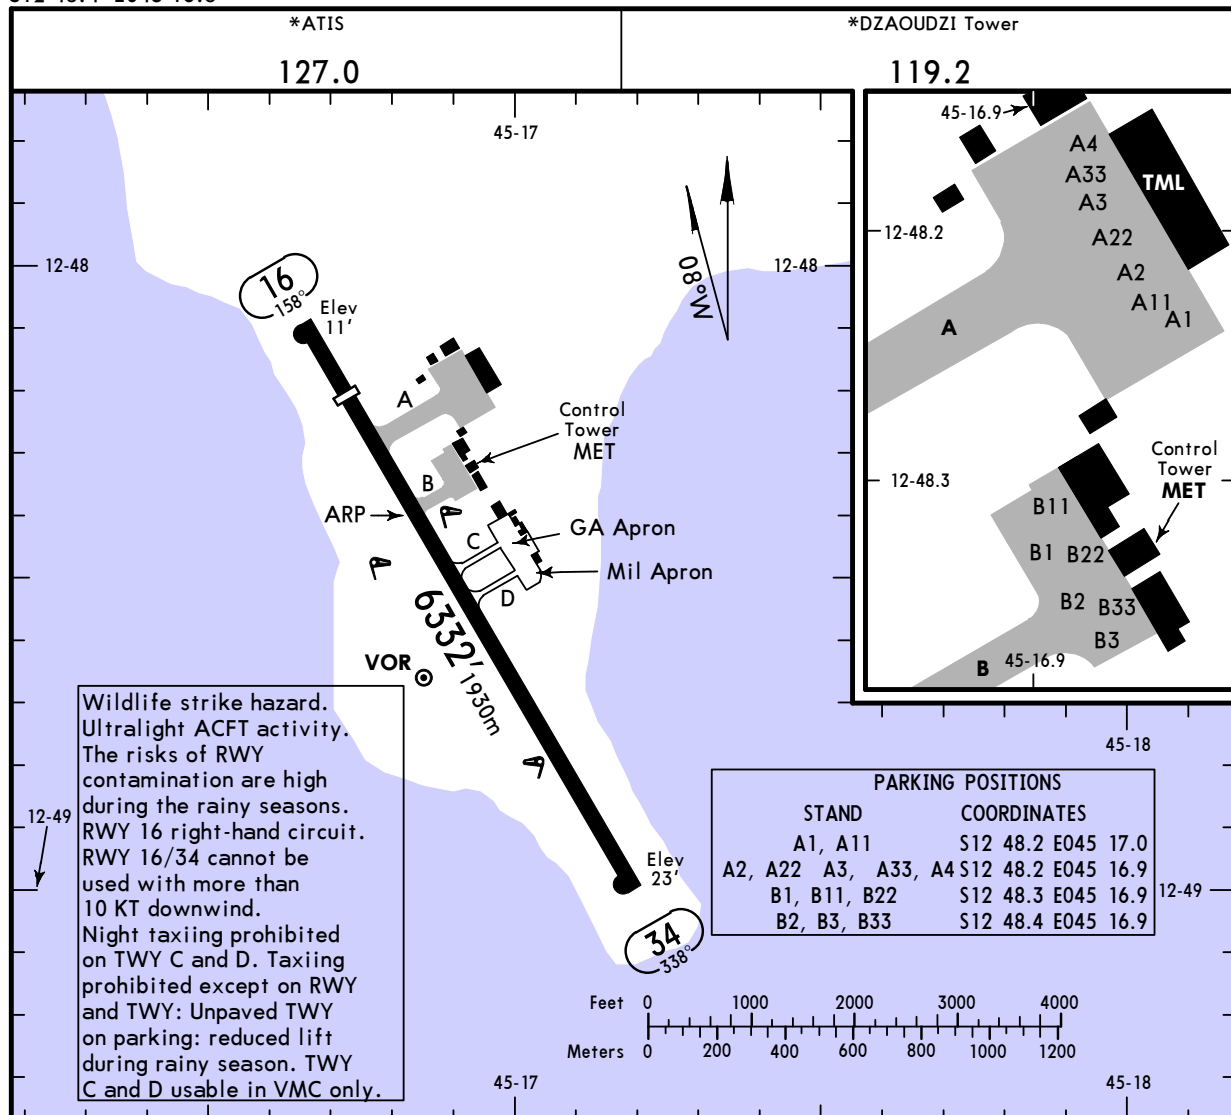 *ATIS
127.0
*DZAOUDZI Tower
119.2
45-17
12-48
12-48
16
158°
Elev
11'
08°W
A
Control
Tower
MET
B
ARP
C
GA Apron
Mil Apron
D
6332'
1930m
VOR
Elev
23'
34
338°
45-16.9
A4
A33
TML
A3
12-48.2
A22
A2
A11
A1
A
Control
Tower
MET
12-48.3
B11
B1
B22
B2
B33
B3
B
45-16.9
45-18
12-49
12-49
Wildlife strike hazard.
Ultralight ACFT activity.
The risks of RWY
contamination are high
during the rainy seasons.
RWY 16 right-hand circuit.
RWY 16/34 cannot be
used with more than
10 KT downwind.
Night taxiing prohibited
on TWY C and D. Taxiing
prohibited except on RWY
and TWY: Unpaved TWY
on parking: reduced lift
during rainy season. TWY
C and D usable in VMC only.
PARKING POSITIONS
STAND COORDINATES
A1, A11 S12 48.2 E045 17.0
A2, A22 A3, A33, A4 S12 48.2 E045 16.9
B1, B11, B22 S12 48.3 E045 16.9
B2, B3, B33 S12 48.4 E045 16.9
Feet 0 1000 2000 3000 4000
Meters 0 200 400 600 800 1000 1200
45-17
45-18